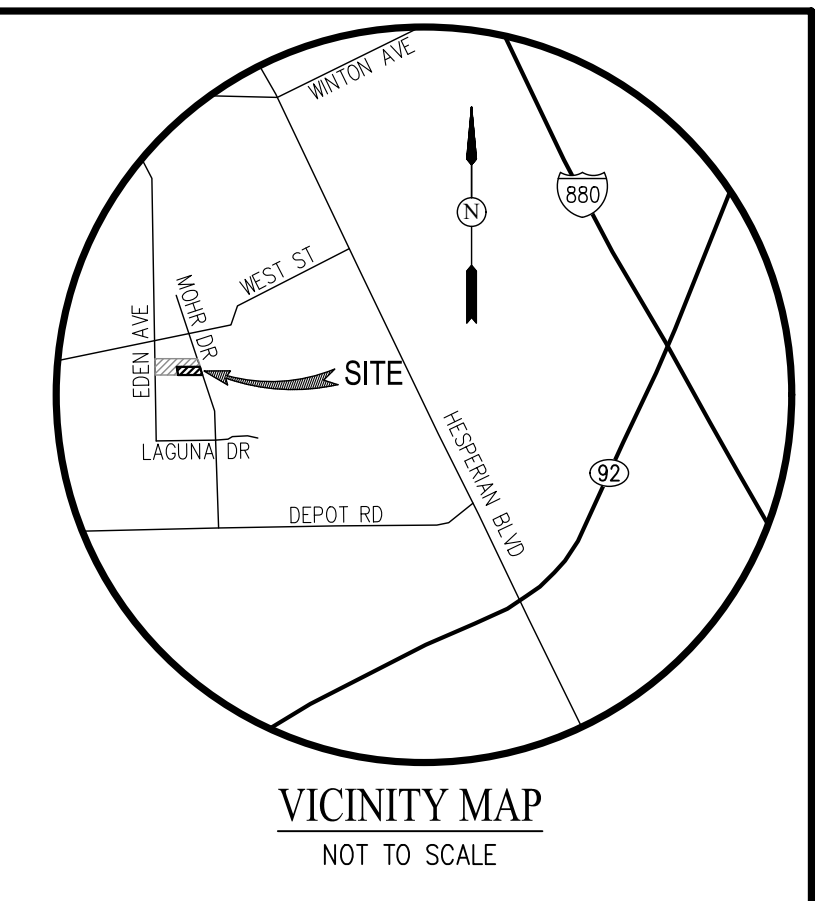 WINTON AVE
880
N
WEST ST
MOHR DR
EDEN AVE
SITE
LAGUNA DR
HESPERIAN BLVD
92
DEPOT RD
VICINITY MAP
NOT TO SCALE